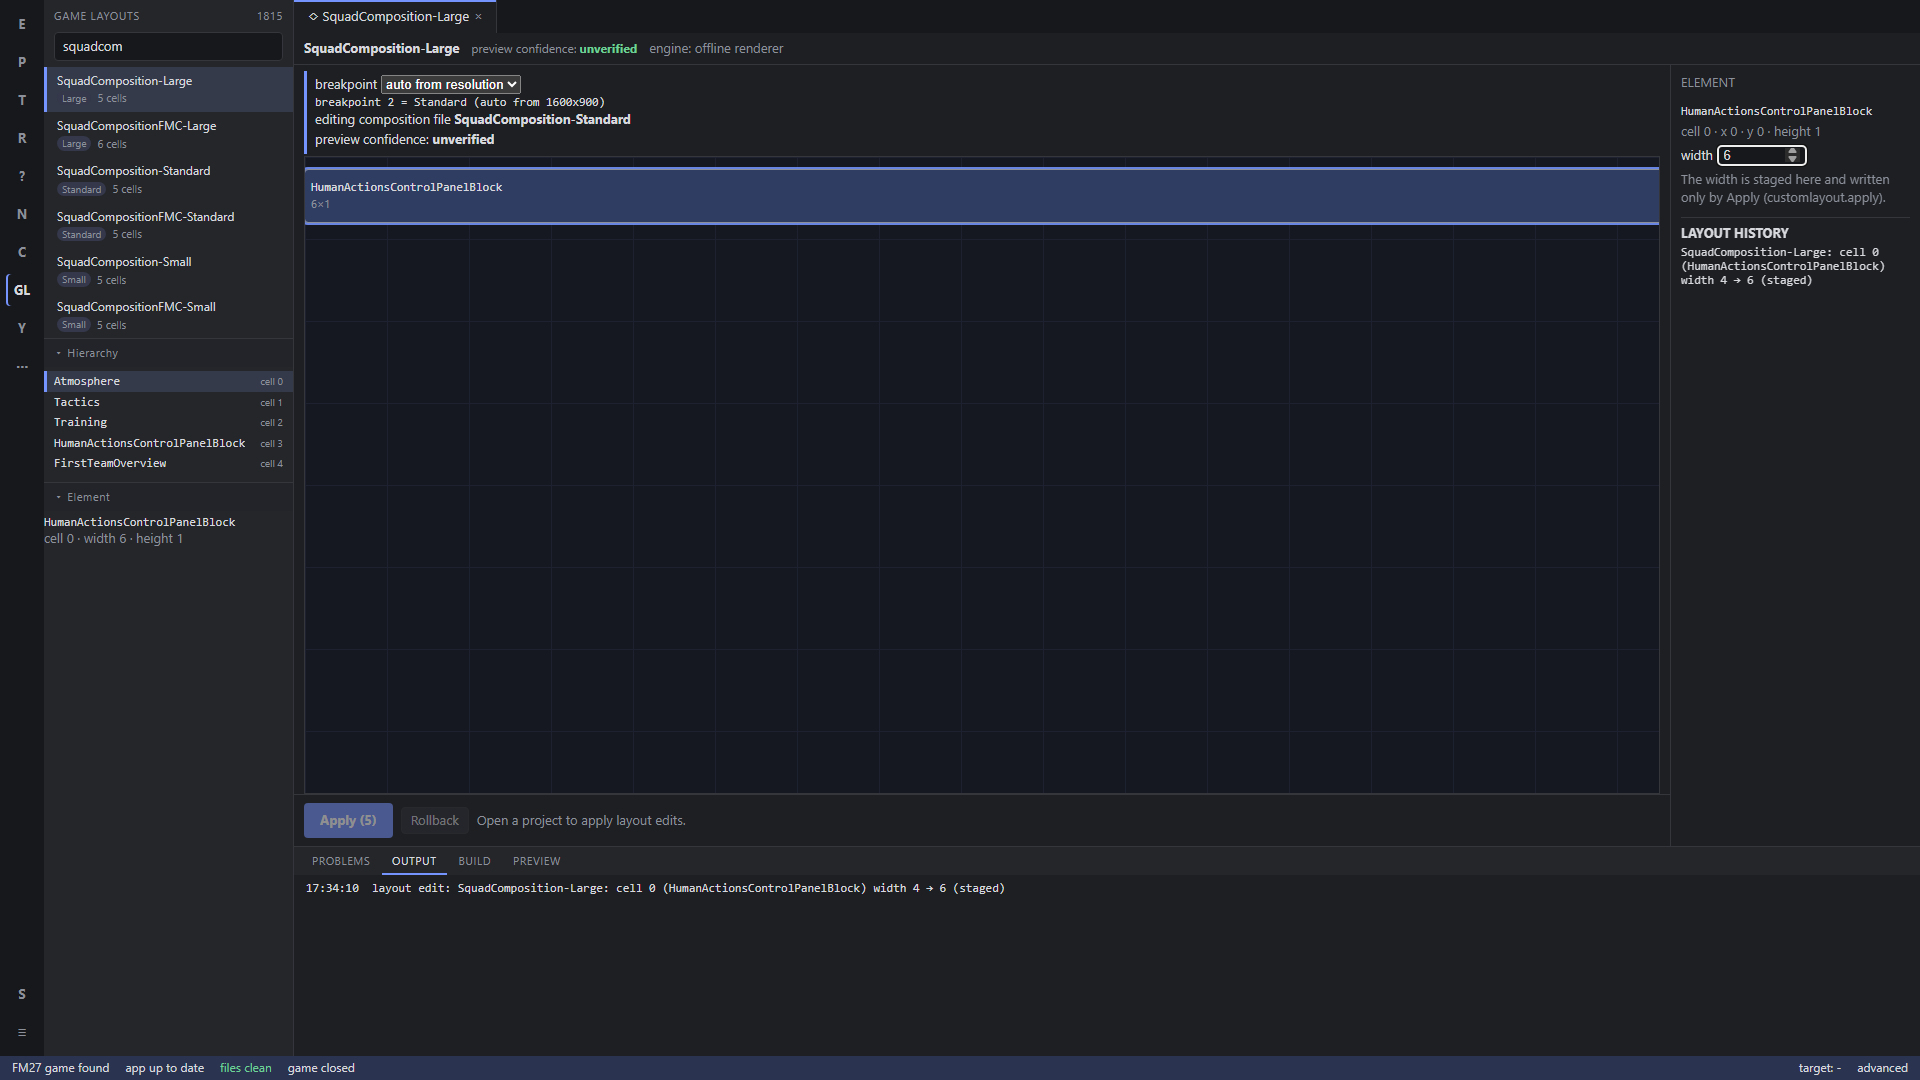 E
P
T
R
?
N
C
GL
Y
...
S
GAME LAYOUTS 1815
squadcom
SquadComposition-Large
Large 5 cells
SquadCompositionFMC-Large
Large 6 cells
SquadComposition-Standard
Standard 5 cells
SquadCompositionFMC-Standard
Standard 5 cells
SquadComposition-Small
Small 5 cells
SquadCompositionFMC-Small
Small 5 cells
Hierarchy
Atmosphere cell 0
Tactics cell 1
Training cell 2
HumanActionsControlPanelBlock cell 3
FirstTeamOverview cell 4
Element
HumanActionsControlPanelBlock
cell 0 · width 6 · height 1
◇ SquadComposition-Large ×
SquadComposition-Large preview confidence: unverified engine: offline renderer
breakpoint auto from resolution
breakpoint 2 = Standard (auto from 1600x900)
editing composition file SquadComposition-Standard
preview confidence: unverified
HumanActionsControlPanelBlock
6×1
Apply (5) Rollback Open a project to apply layout edits.
PROBLEMS OUTPUT BUILD PREVIEW
17:34:10 layout edit: SquadComposition-Large: cell 0 (HumanActionsControlPanelBlock) width 4 → 6 (staged)
ELEMENT
HumanActionsControlPanelBlock
cell 0 · x 0 · y 0 · height 1
width 6
The width is staged here and written
only by Apply (customlayout.apply).
LAYOUT HISTORY
SquadComposition-Large: cell 0
(HumanActionsControlPanelBlock)
width 4 → 6 (staged)
FM27 game found app up to date files clean game closed target: - advanced